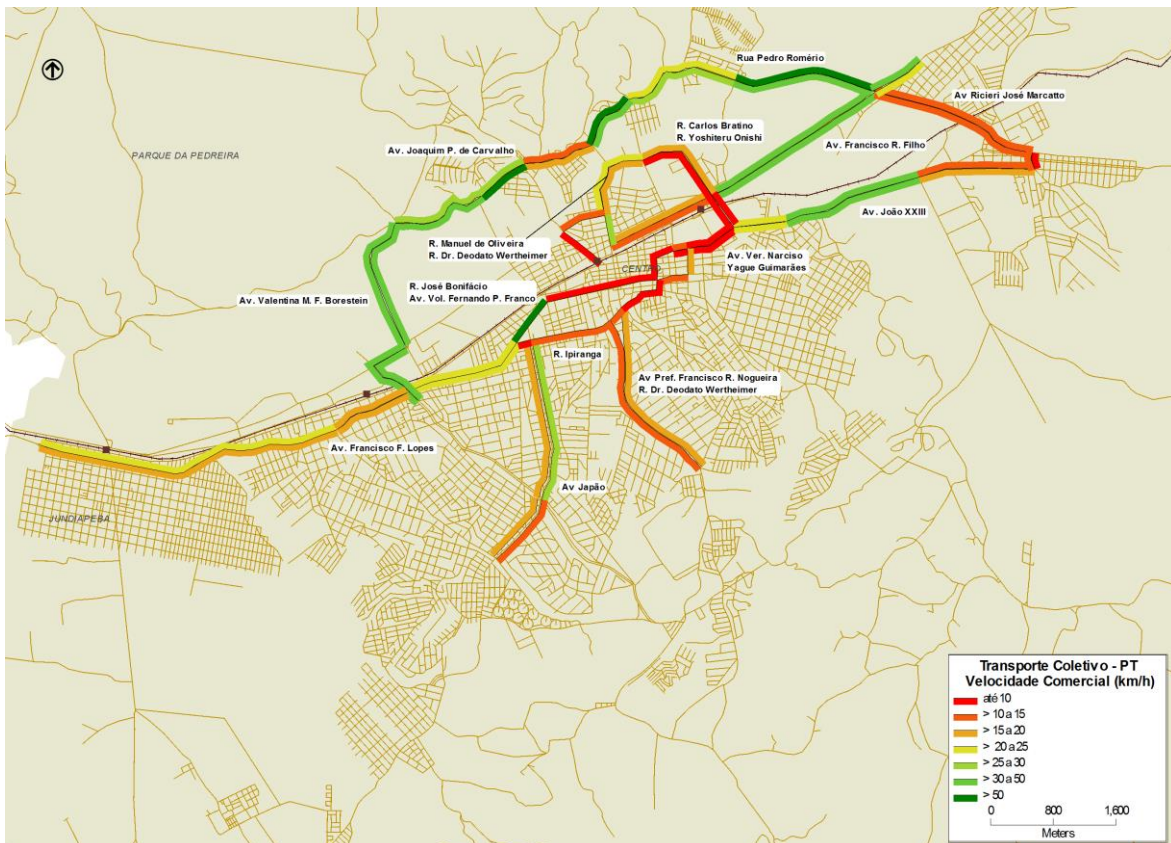 Rua Pedro Romério
Av Ricieri José Marcatto
R. Carlos Bratino
R. Yoshiteru Onishi
Av. Francisco R. Filho
Av. Joaquim P. de Carvalho
PARQUE DA PEDREIRA
Av. João XXIII
R. Manuel de Oliveira
R. Dr. Deodato Wertheimer
CENTRO
Av. Ver. Narciso
Yague Guimarães
R. José Bonifácio
Av. Vol. Fernando P. Franco
Av. Valentina M. F. Borestein
R. Ipiranga
Av Pref. Francisco R. Nogueira
R. Dr. Deodato Wertheimer
Av. Francisco F. Lopes
Av Japão
JUNDIAPEBA
Transporte Coletivo - PT
Velocidade Comercial (km/h)
até 10
> 10 a 15
> 15 a 20
> 20 a 25
> 25 a 30
> 30 a 50
> 50
0 800 1,600
Meters